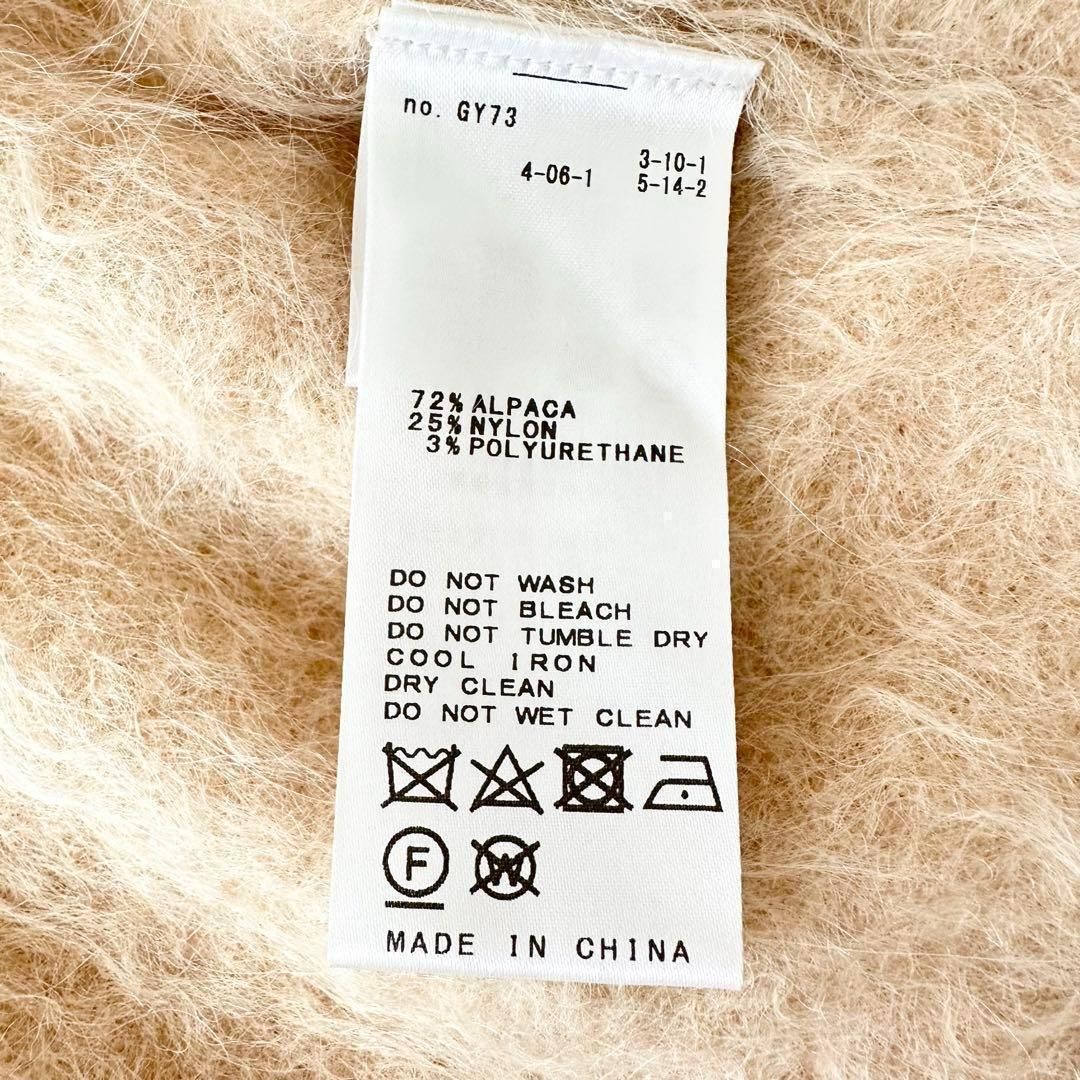 no. GY73
3-10-1
4-06-1 5-14-2
72% ALPACA
25% NYLON
3% POLYURETHANE
DO NOT WASH
DO NOT BLEACH
DO NOT TUMBLE DRY
COOL IRON
DRY CLEAN
DO NOT WET CLEAN
F
W
MADE IN CHINA